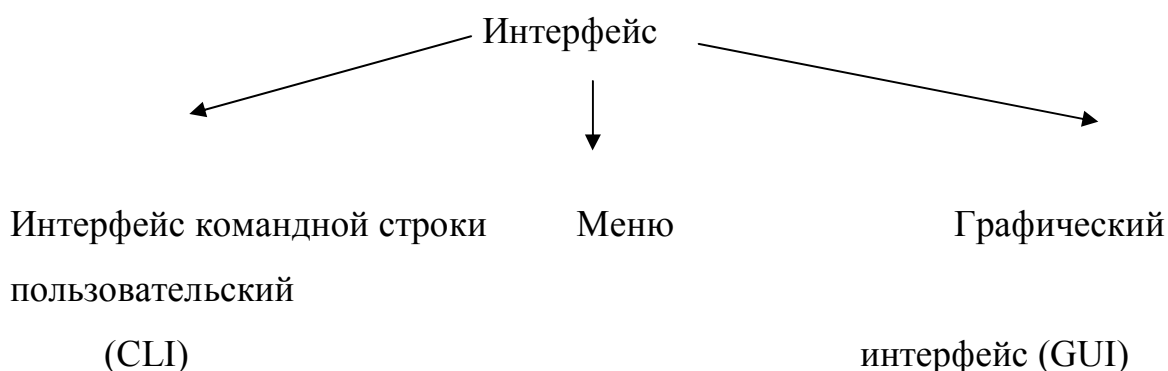 Интерфейс
Интерфейс командной строки Меню Графический
пользовательский
(CLI) интерфейс (GUI)